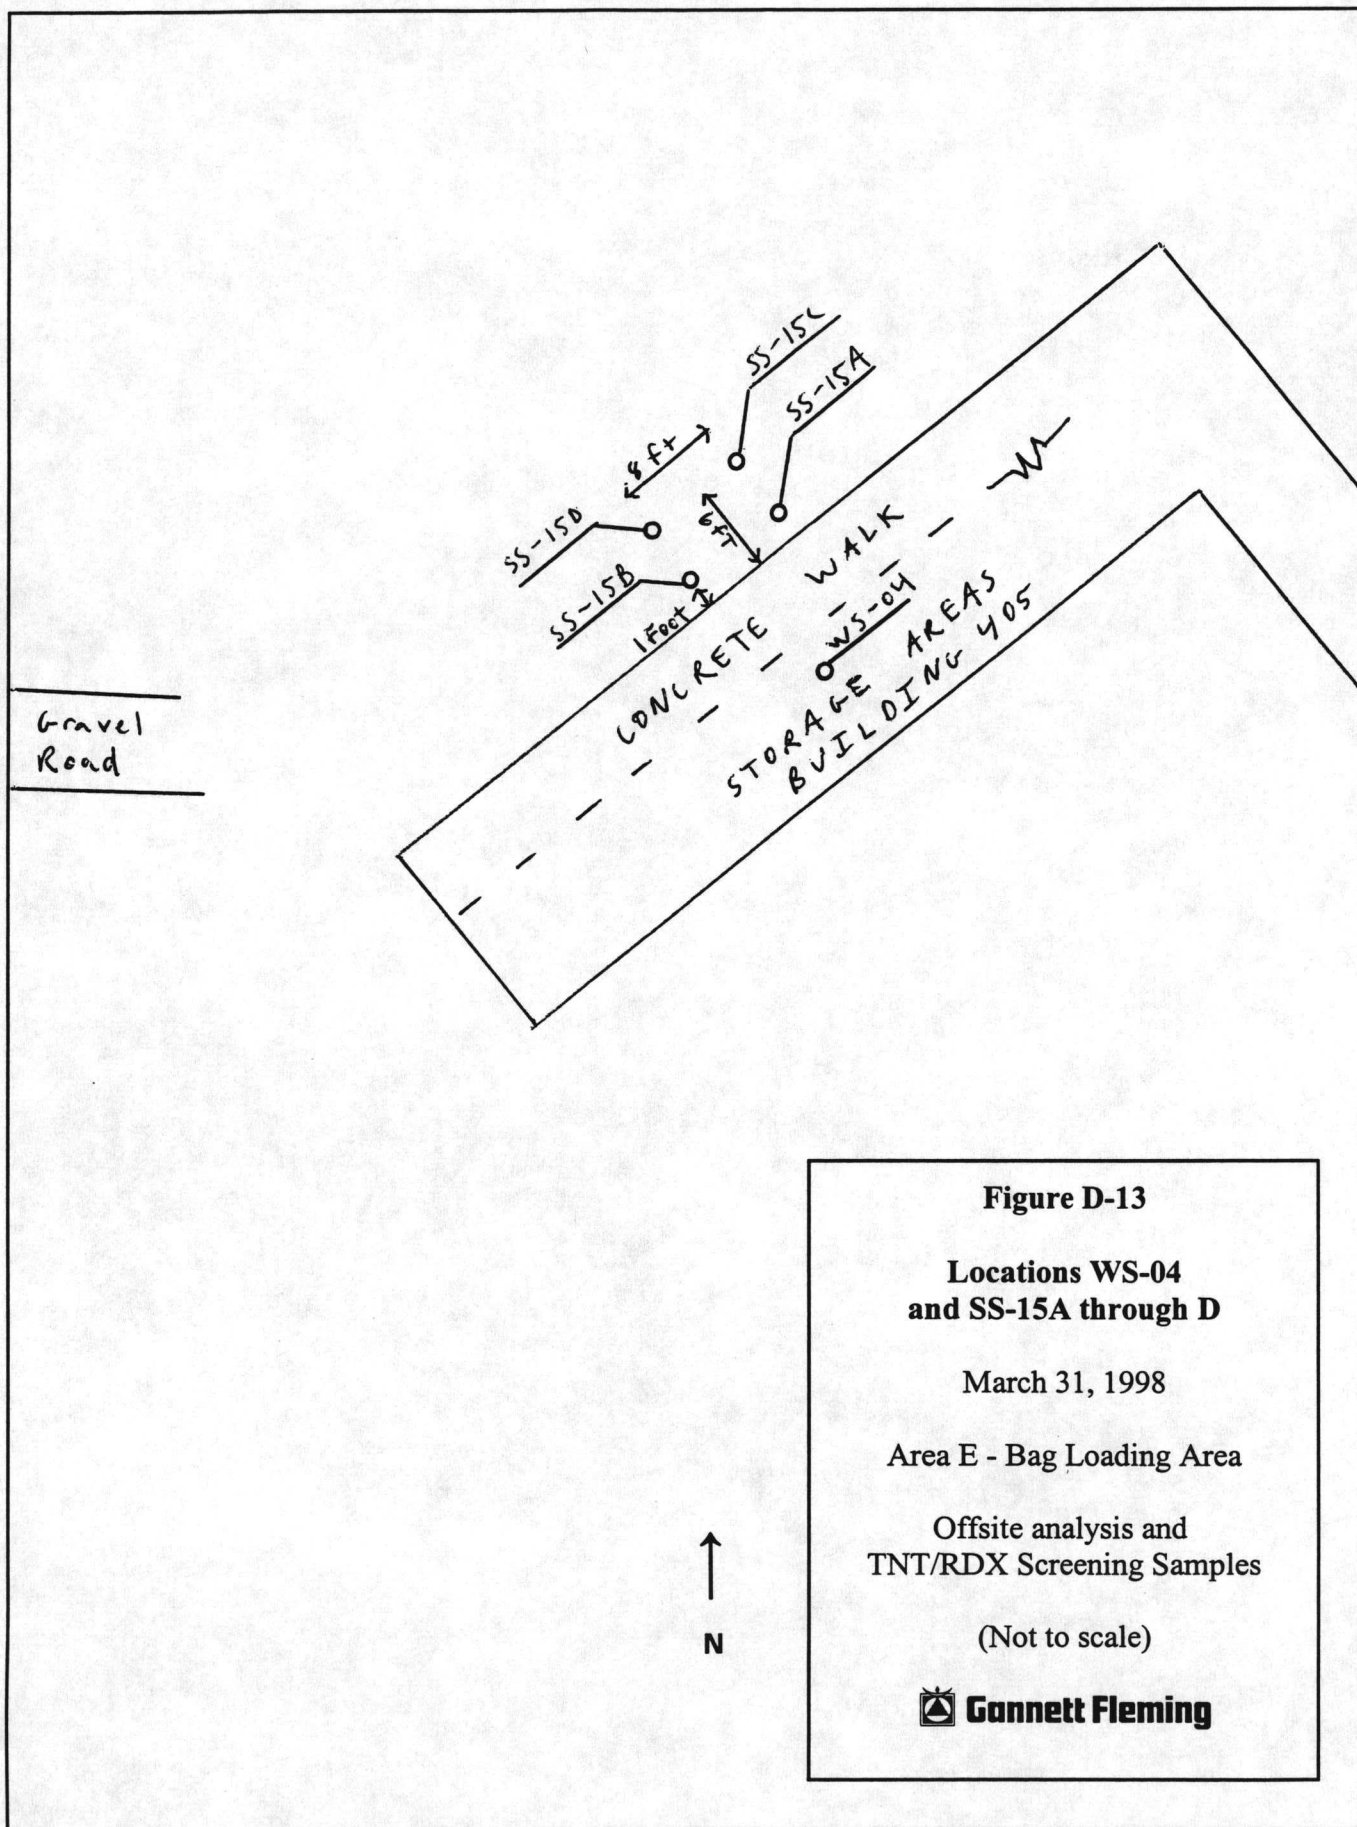 SS-15C
SS-15A
8 ft
SS-15D
6 ft
SS-15B
1 Foot
CONCRETE WALK
WS-04
STORAGE AREAS
BUILDING 405
Gravel
Road
Figure D-13
Locations WS-04
and SS-15A through D
March 31, 1998
Area E - Bag Loading Area
Offsite analysis and
TNT/RDX Screening Samples
(Not to scale)
Gannett Fleming
N